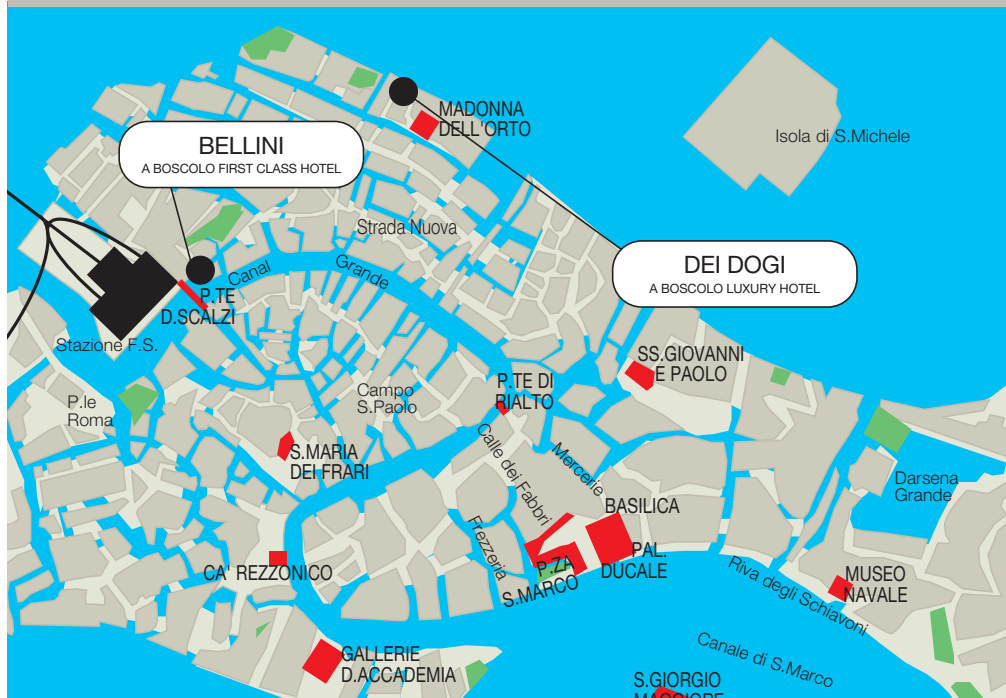 MADONNA
DELL'ORTO
Isola di S.Michele
BELLINI
A BOSCOLO FIRST CLASS HOTEL
Strada Nuova
DEI DOGI
A BOSCOLO LUXURY HOTEL
Canal
Grande
P.TE
D.SCALZI
Stazione F.S.
SS.GIOVANNI
E PAOLO
P.TE DI
RIALTO
Campo
S.Paolo
P.le
Roma
S.MARIA
DEI FRARI
Calle dei Fabbri
Mercerie
Darsena
Grande
BASILICA
Frezzeria
P.ZA
S.MARCO
PAL.
DUCALE
CA' REZZONICO
Riva degli Schiavoni
MUSEO
NAVALE
GALLERIE
D.ACCADEMIA
Canale di S.Marco
S.GIORGIO
MAGGIORE